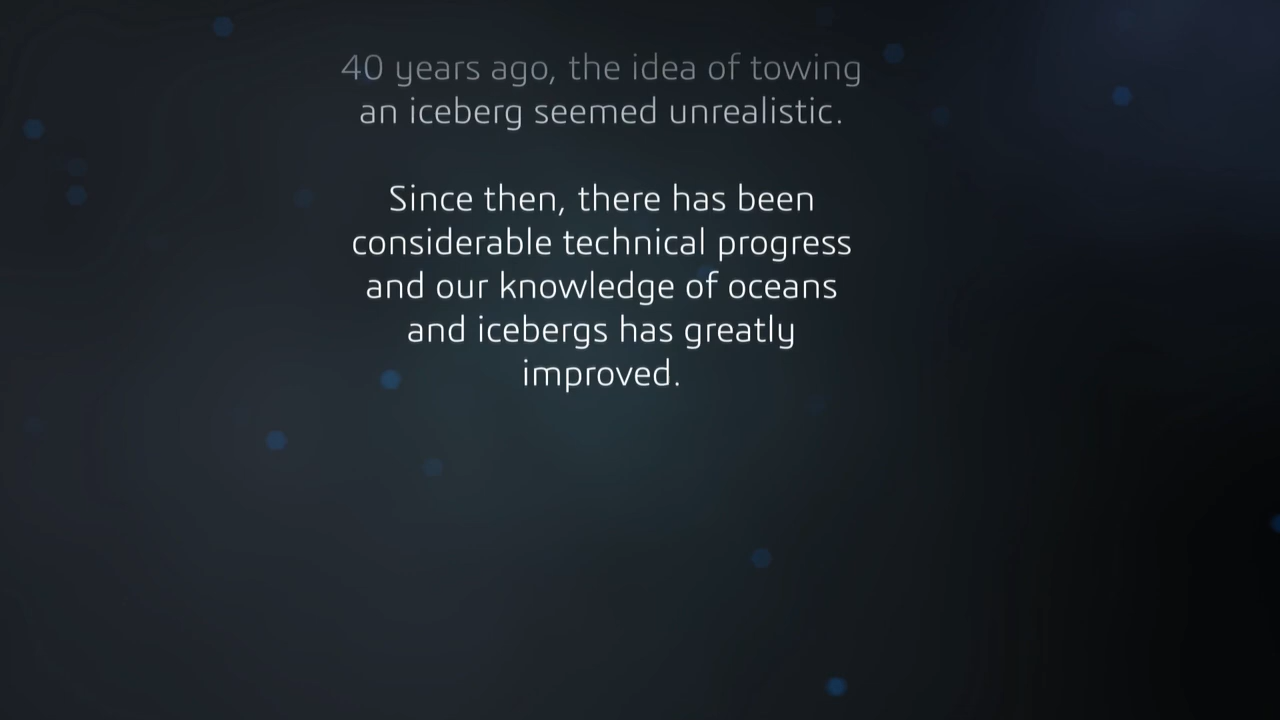 40 years ago, the idea of towing
an iceberg seemed unrealistic.
Since then, there has been
considerable technical progress
and our knowledge of oceans
and icebergs has greatly
improved.